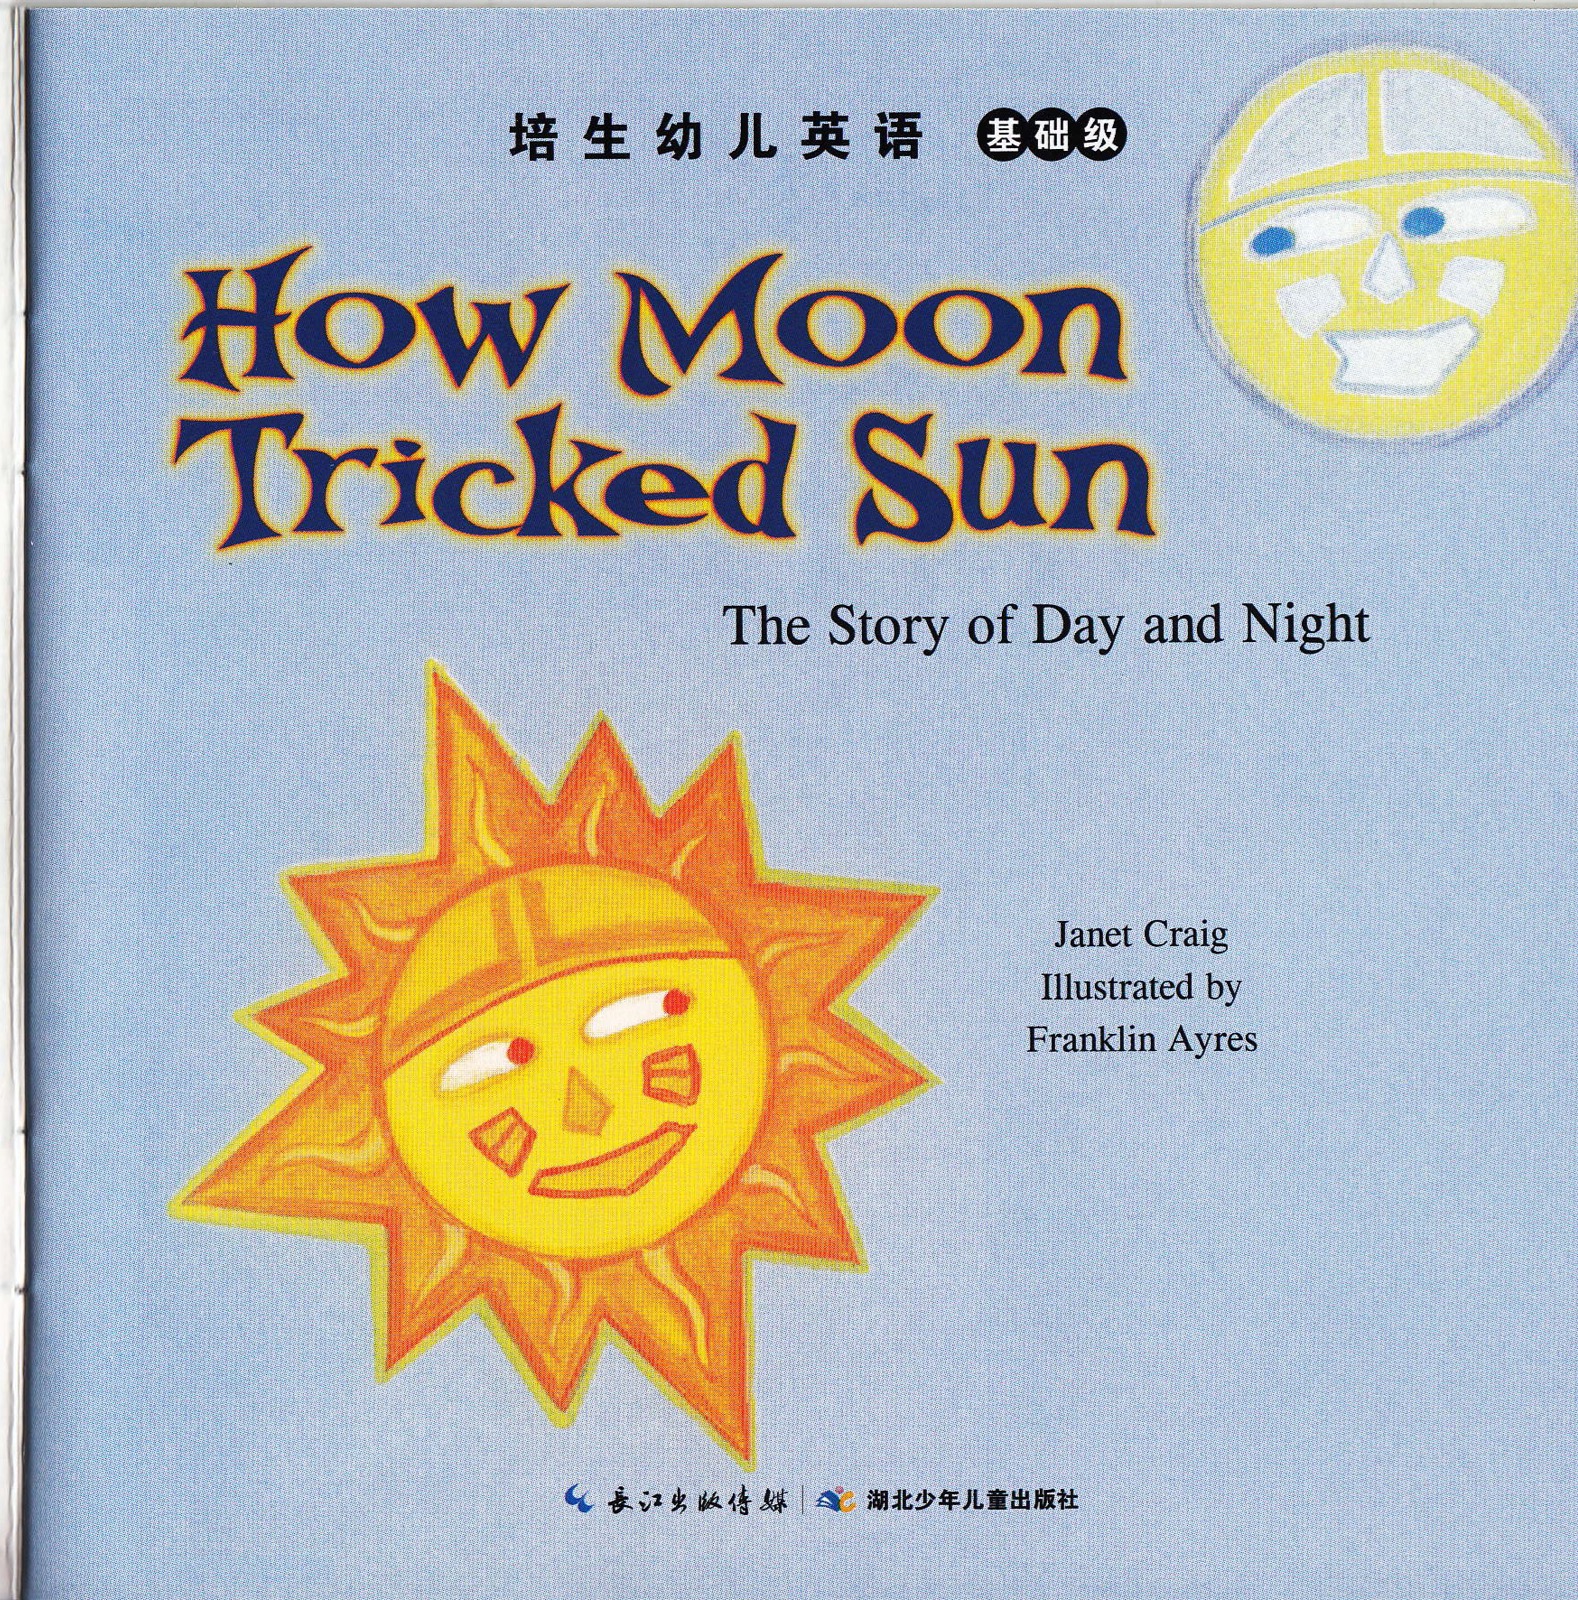 培生幼儿英语 基础级
How Moon
Tricked Sun
The Story of Day and Night
Janet Craig
Illustrated by
Franklin Ayres
長江出版传媒 湖北少年儿童出版社